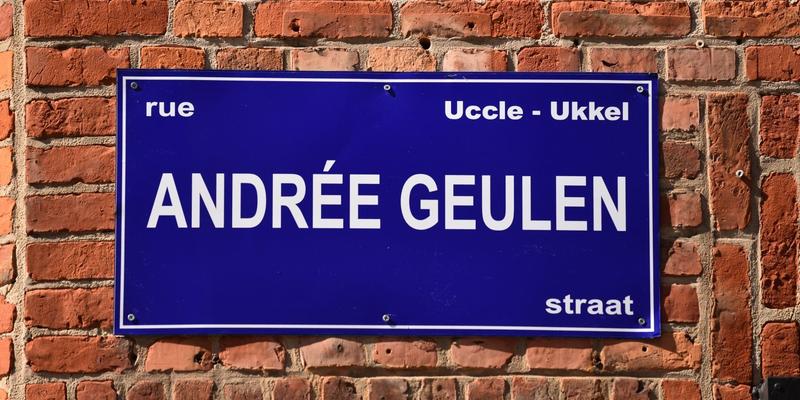 rue Uccle - Ukkel
ANDRÉE GEULEN
straat